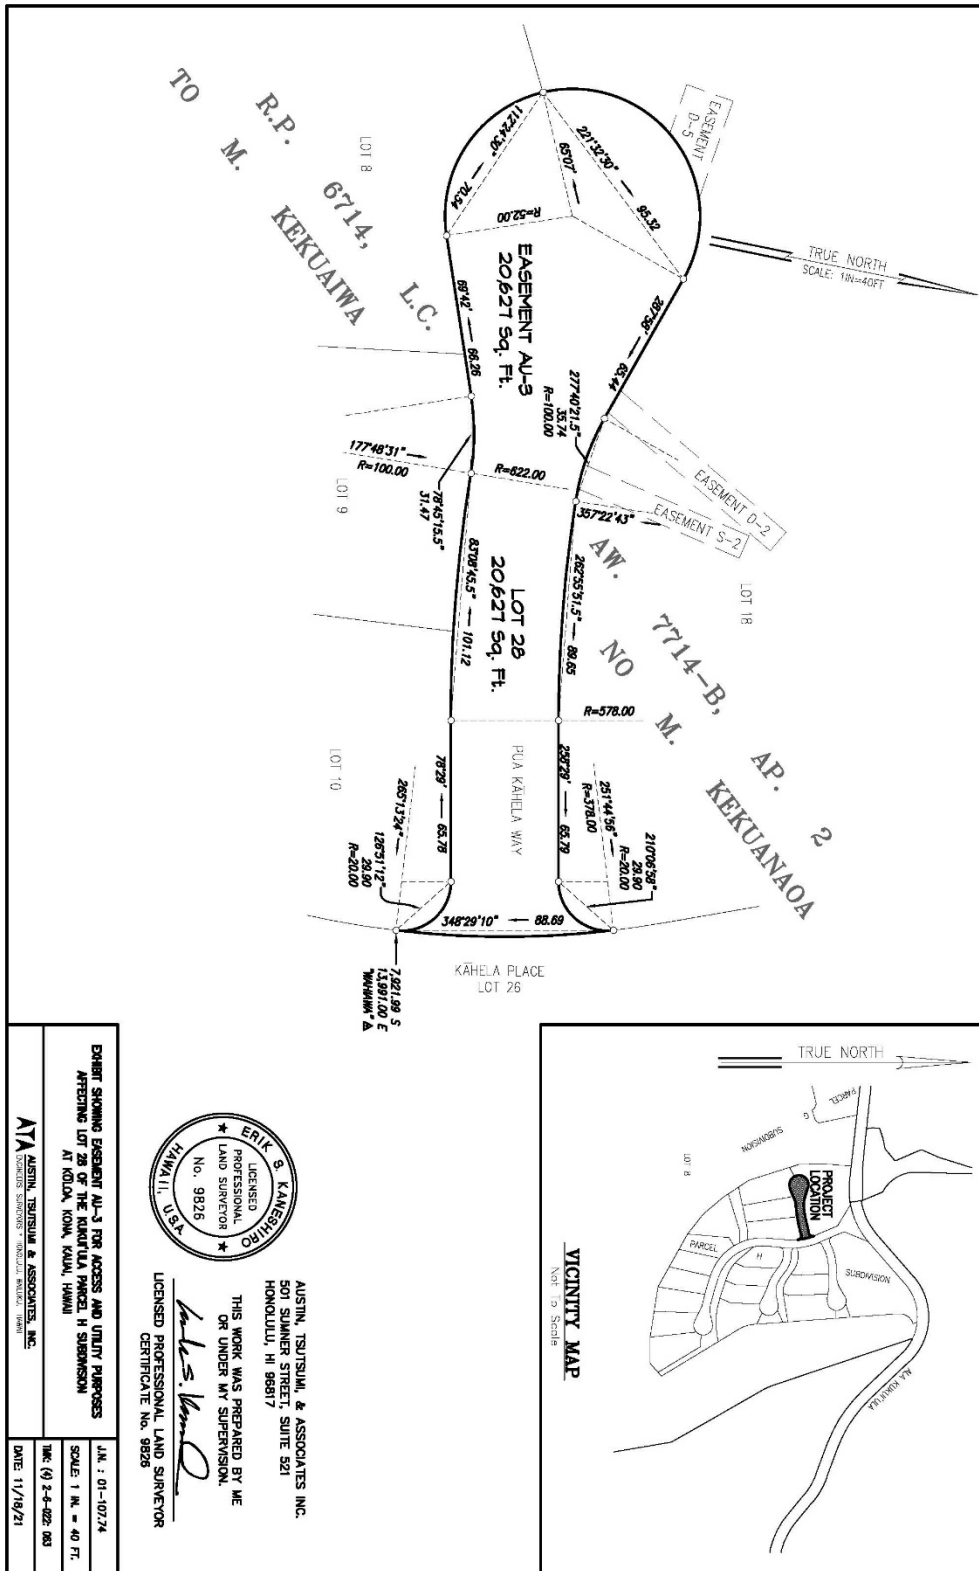 TO
R.P. 6714, L.C. AW. 7714-B, AP. 2
M. KEKUAIWA NO M. KEKUANAOA
LOT 8
LOT 9
LOT 10
LOT 18
EASEMENT
D-5
TRUE NORTH
SCALE: 1IN=40FT
112°24'30"
70.54
65°07'
221°32'30"
95.32
R=52.00
EASEMENT AU-3
20,627 Sq. Ft.
69°42'
66.26
287°58'
65.44
277°40'21.5"
35.74
R=100.00
EASEMENT D-2
EASEMENT S-2
177°48'31"
R=100.00
R=622.00
78°45'15.5"
31.47
357°22'43"
LOT 28
20,627 Sq. Ft.
83°08'45.5"
101.12
262°55'51.5"
89.65
R=578.00
PUA KĀHELA WAY
78°29'
65.78
258°29'
65.79
265°13'24"
126°51'12"
29.90
R=20.00
251°44'56"
R=378.00
210°06'58"
29.90
R=20.00
348°29'10"
88.69
KĀHELA PLACE
LOT 26
7,921.99 S
13,991.00 E
TRUE NORTH
PARCEL
G
SUBDIVISION
LOT B
PROJECT
LOCATION
PARCEL
H
SUBDIVISION
ALA KUKUI'ULA
VICINITY MAP
Not To Scale
ERIK S. KANESHIRO
LICENSED
PROFESSIONAL
LAND SURVEYOR
No. 9826
HAWAII, U.S.A.
AUSTIN, TSUTSUMI, & ASSOCIATES INC.
501 SUMNER STREET, SUITE 521
HONOLULU, HI 96817
THIS WORK WAS PREPARED BY ME
OR UNDER MY SUPERVISION.
LICENSED PROFESSIONAL LAND SURVEYOR
CERTIFICATE No. 9826
EXHIBIT SHOWING EASEMENT AU-3 FOR ACCESS AND UTILITY PURPOSES
AFFECTING LOT 28 OF THE KUKUI'ULA PARCEL H SUBDIVISION
AT KŌLOA, KONA, KAUAI, HAWAII
ATA AUSTIN, TSUTSUMI & ASSOCIATES, INC.
J.N. : 01-107.74
SCALE: 1 IN. = 40 FT.
TMK: (4) 2-6-022: 063
DATE: 11/18/21